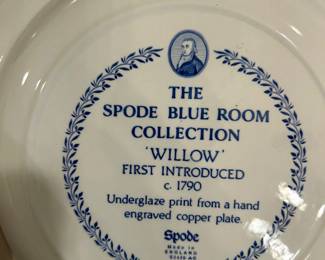 THE
SPODE BLUE ROOM
COLLECTION
'WILLOW'
FIRST INTRODUCED
c. 1790
Underglaze print from a hand
engraved copper plate.
Spode
Made in
ENGLAND